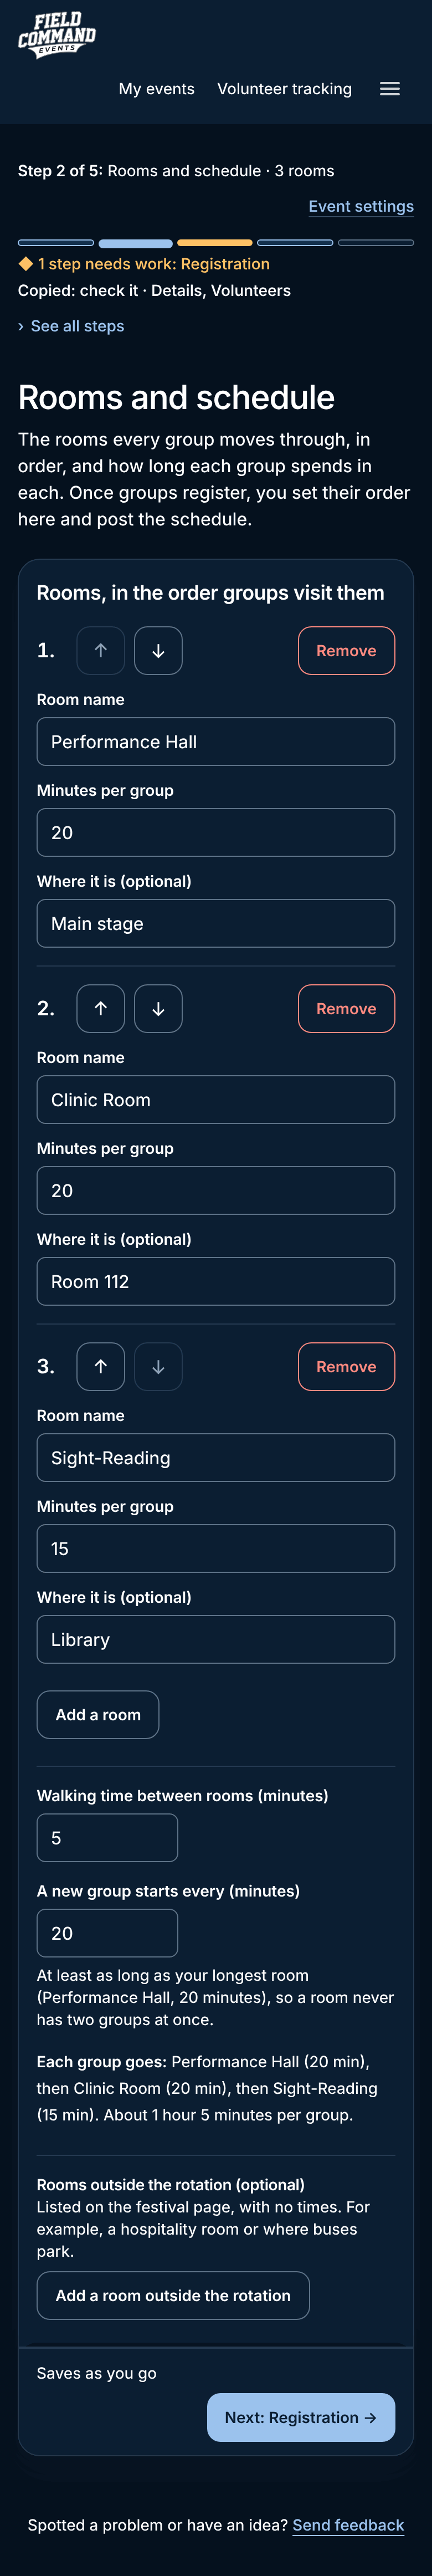 FIELD
COMMAND
EVENTS
My events Volunteer tracking
Step 2 of 5: Rooms and schedule · 3 rooms
Event settings
◆ 1 step needs work: Registration
Copied: check it · Details, Volunteers
› See all steps
Rooms and schedule
The rooms every group moves through, in
order, and how long each group spends in
each. Once groups register, you set their order
here and post the schedule.
Rooms, in the order groups visit them
1. ↑ ↓ Remove
Room name
Performance Hall
Minutes per group
20
Where it is (optional)
Main stage
2. ↑ ↓ Remove
Room name
Clinic Room
Minutes per group
20
Where it is (optional)
Room 112
3. ↑ ↓ Remove
Room name
Sight-Reading
Minutes per group
15
Where it is (optional)
Library
Add a room
Walking time between rooms (minutes)
5
A new group starts every (minutes)
20
At least as long as your longest room
(Performance Hall, 20 minutes), so a room never
has two groups at once.
Each group goes: Performance Hall (20 min),
then Clinic Room (20 min), then Sight-Reading
(15 min). About 1 hour 5 minutes per group.
Rooms outside the rotation (optional)
Listed on the festival page, with no times. For
example, a hospitality room or where buses
park.
Add a room outside the rotation
Saves as you go
Next: Registration →
Spotted a problem or have an idea? Send feedback